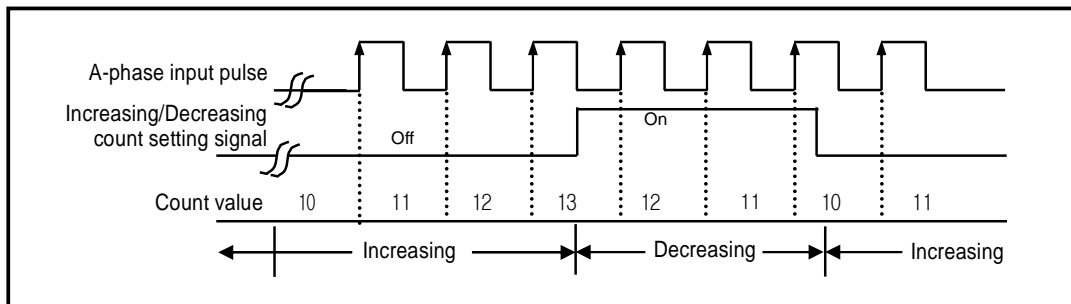 A-phase input pulse
Increasing/Decreasing
count setting signal
Off
On
Count value
10 11 12 13 12 11 10 11
Increasing Decreasing Increasing